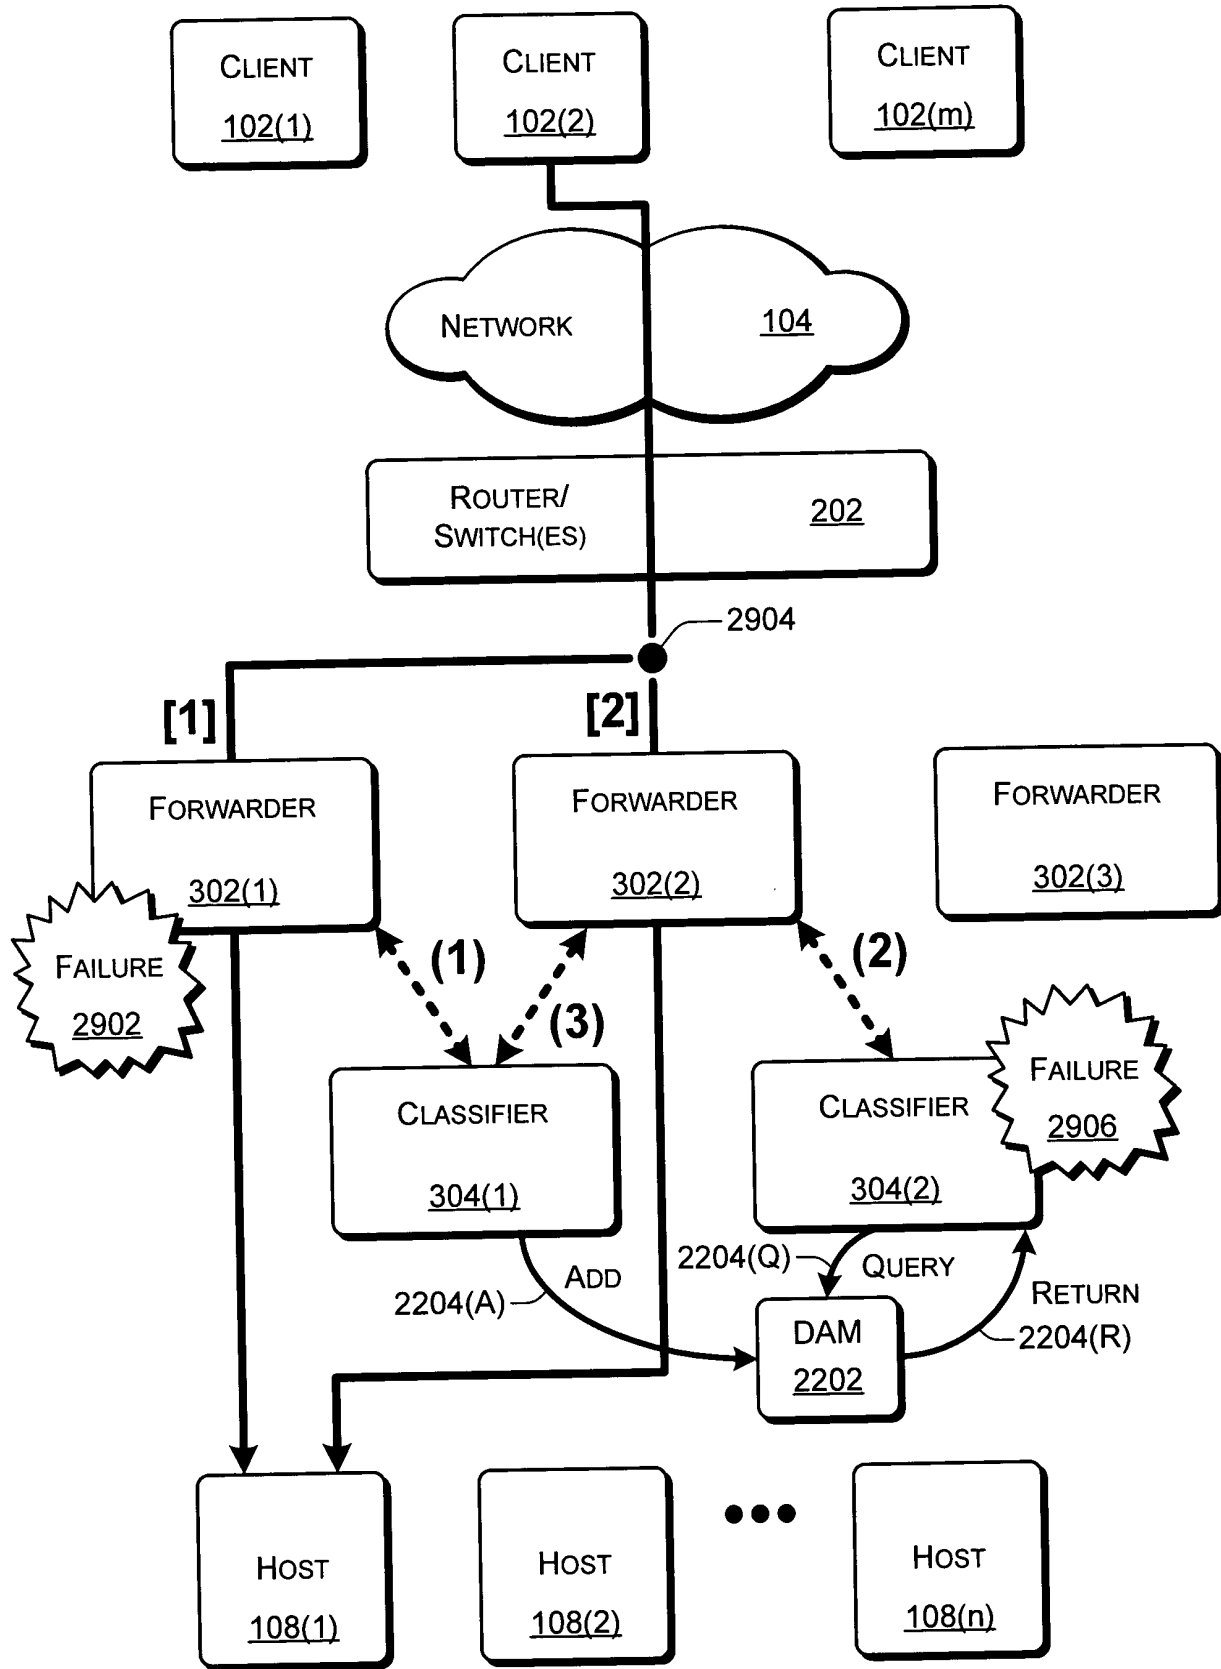 CLIENT
102(1)
CLIENT
102(2)
CLIENT
102(m)
NETWORK
104
ROUTER/
SWITCH(ES)
202
2904
[1]
[2]
FORWARDER
302(1)
FORWARDER
302(2)
FORWARDER
302(3)
FAILURE
2902
(1)
(3)
(2)
CLASSIFIER
304(1)
CLASSIFIER
304(2)
FAILURE
2906
2204(A)
ADD
2204(Q)
QUERY
RETURN
2204(R)
DAM
2202
HOST
108(1)
HOST
108(2)
HOST
108(n)